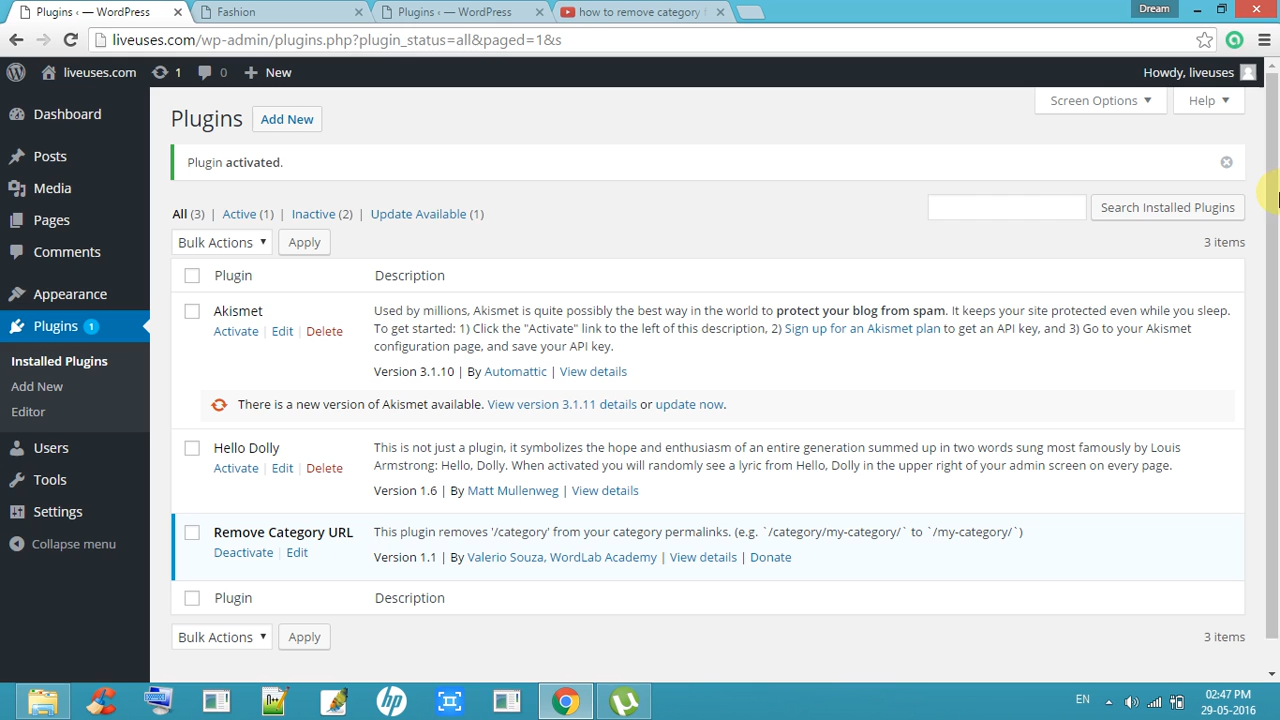 Plugins ‹ — WordPress
Fashion
Plugins ‹ — WordPress
how to remove category
Dream
liveuses.com/wp-admin/plugins.php?plugin_status=all&paged=1&s
liveuses.com 1 0 New Howdy, liveuses
Dashboard
Posts
Media
Pages
Comments
Appearance
Plugins 1
Installed Plugins
Add New
Editor
Users
Tools
Settings
Collapse menu
Screen Options Help
Plugins Add New
Plugin activated.
All (3) | Active (1) | Inactive (2) | Update Available (1)
Search Installed Plugins
Bulk Actions Apply 3 items
Plugin Description
Akismet
Activate | Edit | Delete
Used by millions, Akismet is quite possibly the best way in the world to protect your blog from spam. It keeps your site protected even while you sleep.
To get started: 1) Click the "Activate" link to the left of this description, 2) Sign up for an Akismet plan to get an API key, and 3) Go to your Akismet
configuration page, and save your API key.
Version 3.1.10 | By Automattic | View details
There is a new version of Akismet available. View version 3.1.11 details or update now.
Hello Dolly
Activate | Edit | Delete
This is not just a plugin, it symbolizes the hope and enthusiasm of an entire generation summed up in two words sung most famously by Louis
Armstrong: Hello, Dolly. When activated you will randomly see a lyric from Hello, Dolly in the upper right of your admin screen on every page.
Version 1.6 | By Matt Mullenweg | View details
Remove Category URL
Deactivate | Edit
This plugin removes '/category' from your category permalinks. (e.g. `/category/my-category/` to `/my-category/`)
Version 1.1 | By Valerio Souza, WordLab Academy | View details | Donate
Plugin Description
Bulk Actions Apply 3 items
EN
02:47 PM
29-05-2016